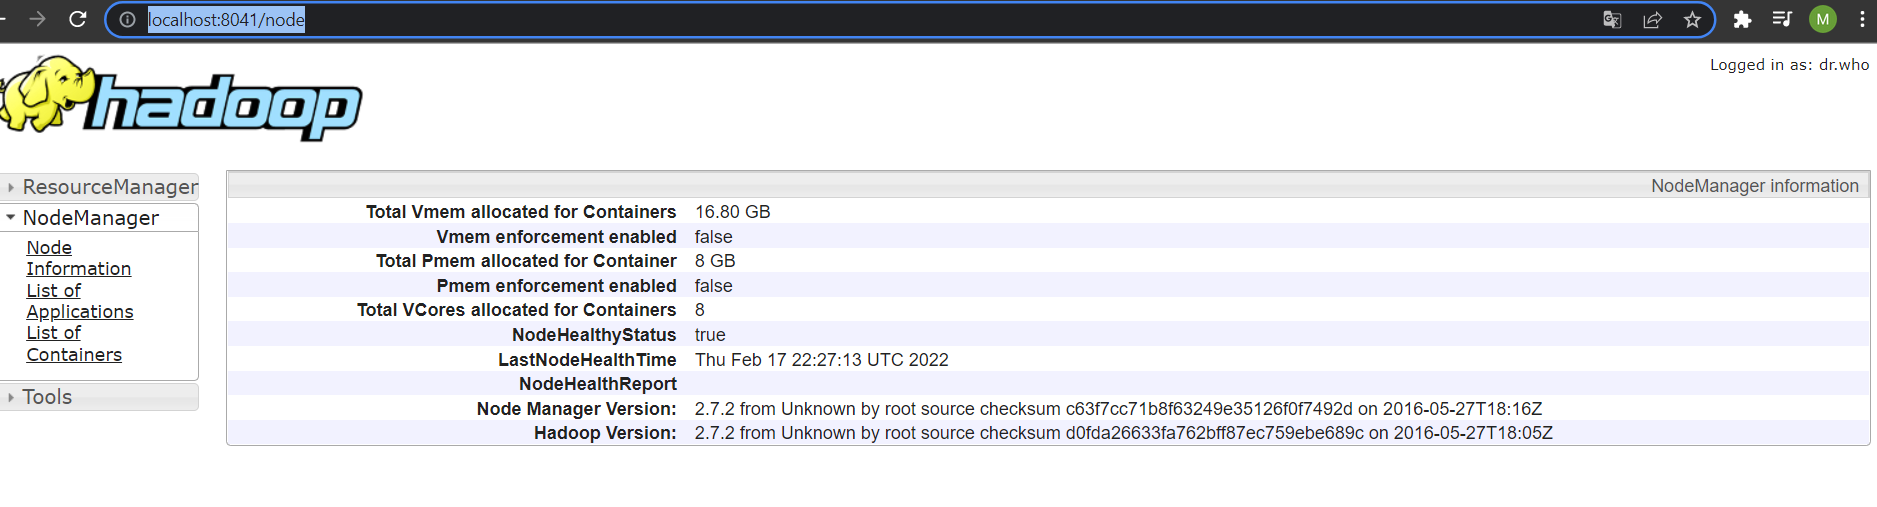 localhost:8041/node
M
hadoop
Logged in as: dr.who
ResourceManager
NodeManager
Node
Information
List of
Applications
List of
Containers
Tools
NodeManager information
Total Vmem allocated for Containers 16.80 GB
Vmem enforcement enabled false
Total Pmem allocated for Container 8 GB
Pmem enforcement enabled false
Total VCores allocated for Containers 8
NodeHealthyStatus true
LastNodeHealthTime Thu Feb 17 22:27:13 UTC 2022
NodeHealthReport
Node Manager Version: 2.7.2 from Unknown by root source checksum c63f7cc71b8f63249e35126f0f7492d on 2016-05-27T18:16Z
Hadoop Version: 2.7.2 from Unknown by root source checksum d0fda26633fa762bff87ec759ebe689c on 2016-05-27T18:05Z